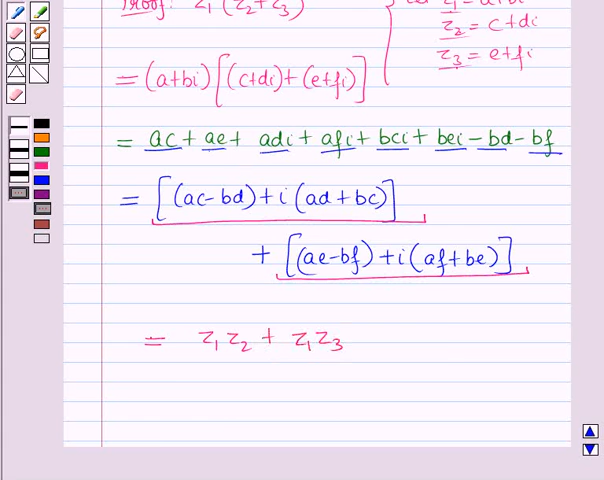 Proof: z₁(z₂+z₃)
z₂ = c+di
z₃ = e+fi
= (a+bi)[(c+di)+(e+fi)]
= ac + ae + adi + afi + bci + bei - bd - bf
= [(ac-bd)+i(ad+bc)]
+ [(ae-bf)+i(af+be)]
= z₁z₂ + z₁z₃